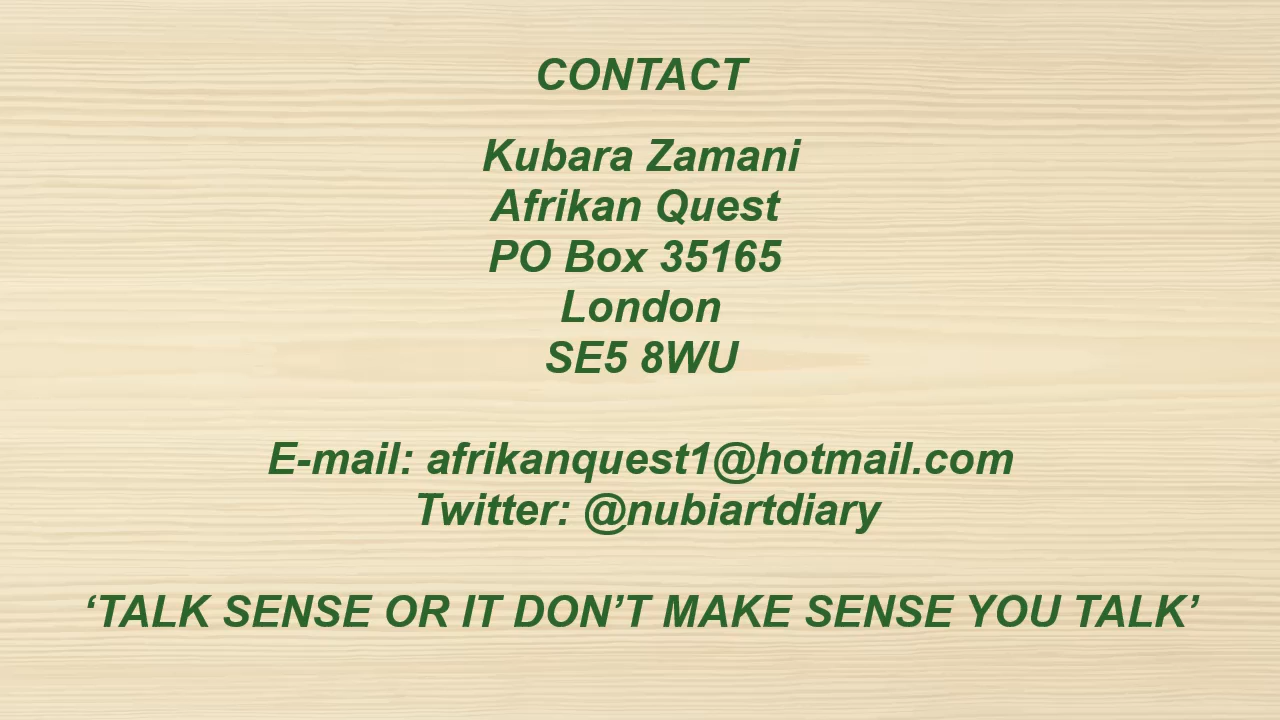 CONTACT
Kubara Zamani
Afrikan Quest
PO Box 35165
London
SE5 8WU
E-mail: afrikanquest1@hotmail.com
Twitter: @nubiartdiary
‘TALK SENSE OR IT DON’T MAKE SENSE YOU TALK’